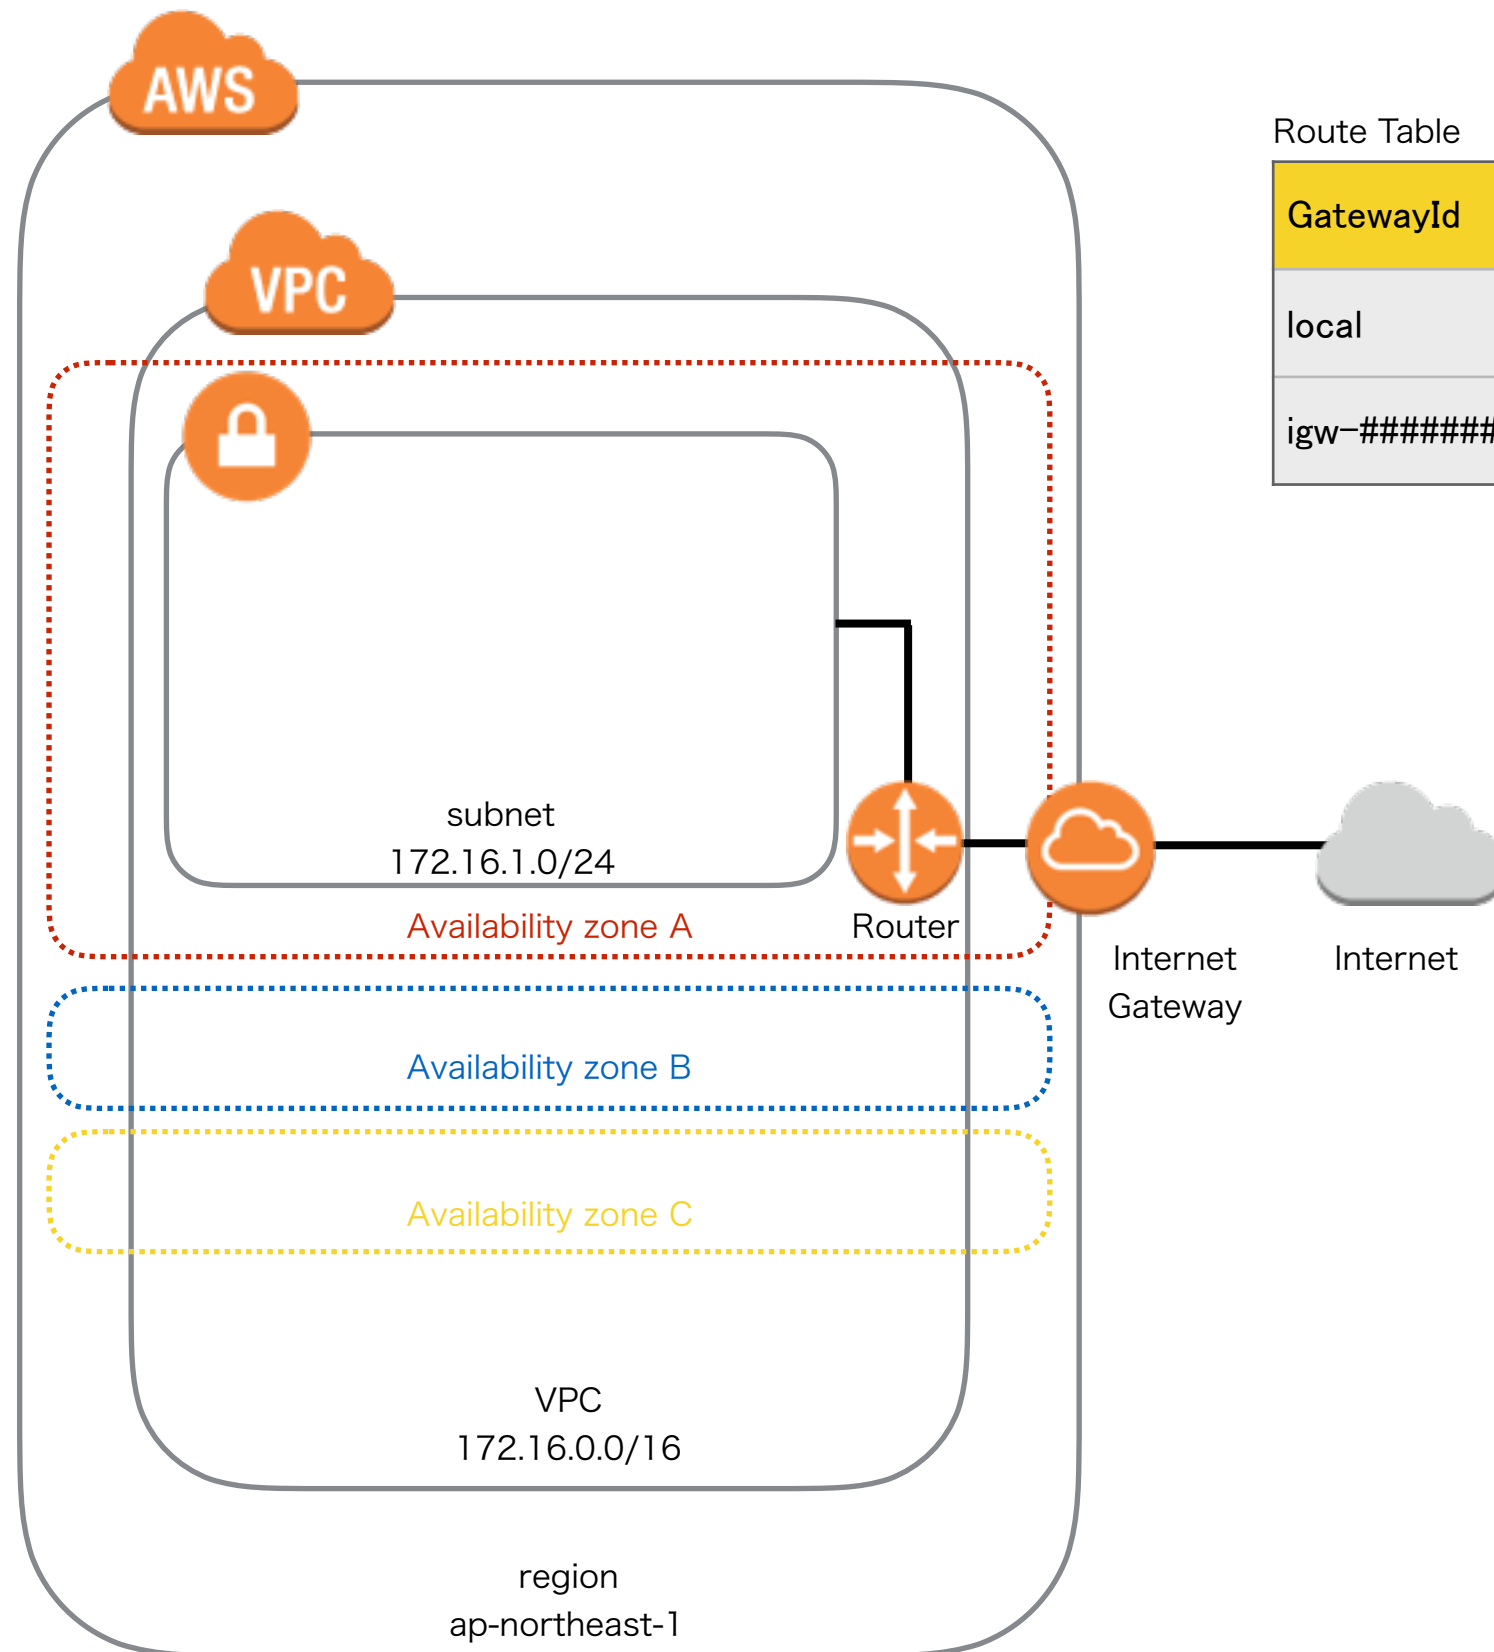 AWS
Route Table
GatewayId
VPC
local
igw-#######
subnet
172.16.1.0/24
Availability zone A
Router
Internet
Gateway
Internet
Availability zone B
Availability zone C
VPC
172.16.0.0/16
region
ap-northeast-1